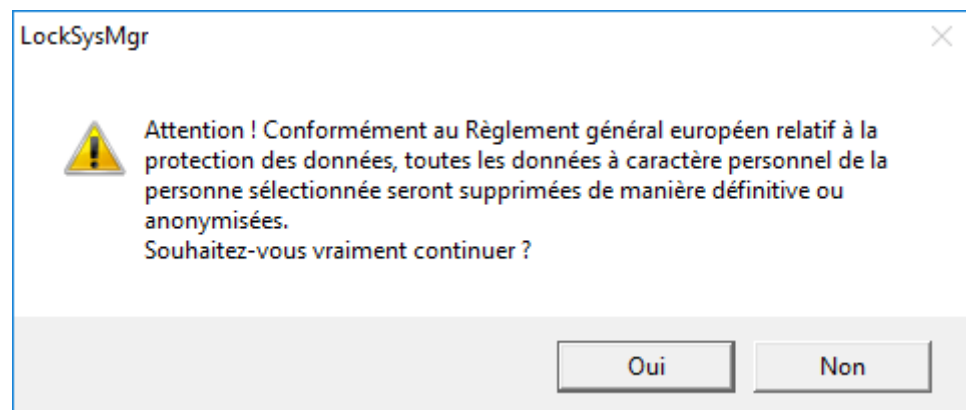 LockSysMgr
Attention ! Conformément au Règlement général européen relatif à la
protection des données, toutes les données à caractère personnel de la
personne sélectionnée seront supprimées de manière définitive ou
anonymisées.
Souhaitez-vous vraiment continuer ?
Oui
Non